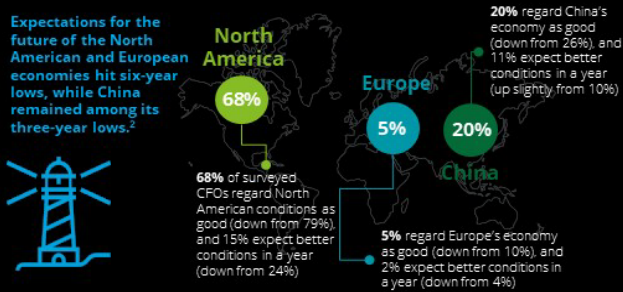 Expectations for the
future of the North
American and European
economies hit six-year
lows, while China
remained among its
three-year lows.2
North
America
68%
68% of surveyed
CFOs regard North
American conditions as
good (down from 79%),
and 15% expect better
conditions in a year
(down from 24%)
Europe
5%
5% regard Europe's economy
as good (down from 10%), and
2% expect better conditions in
a year (down from 4%)
20% regard China's
economy as good
(down from 26%), and
11% expect better
conditions in a year
(up slightly from 10%)
20%
China